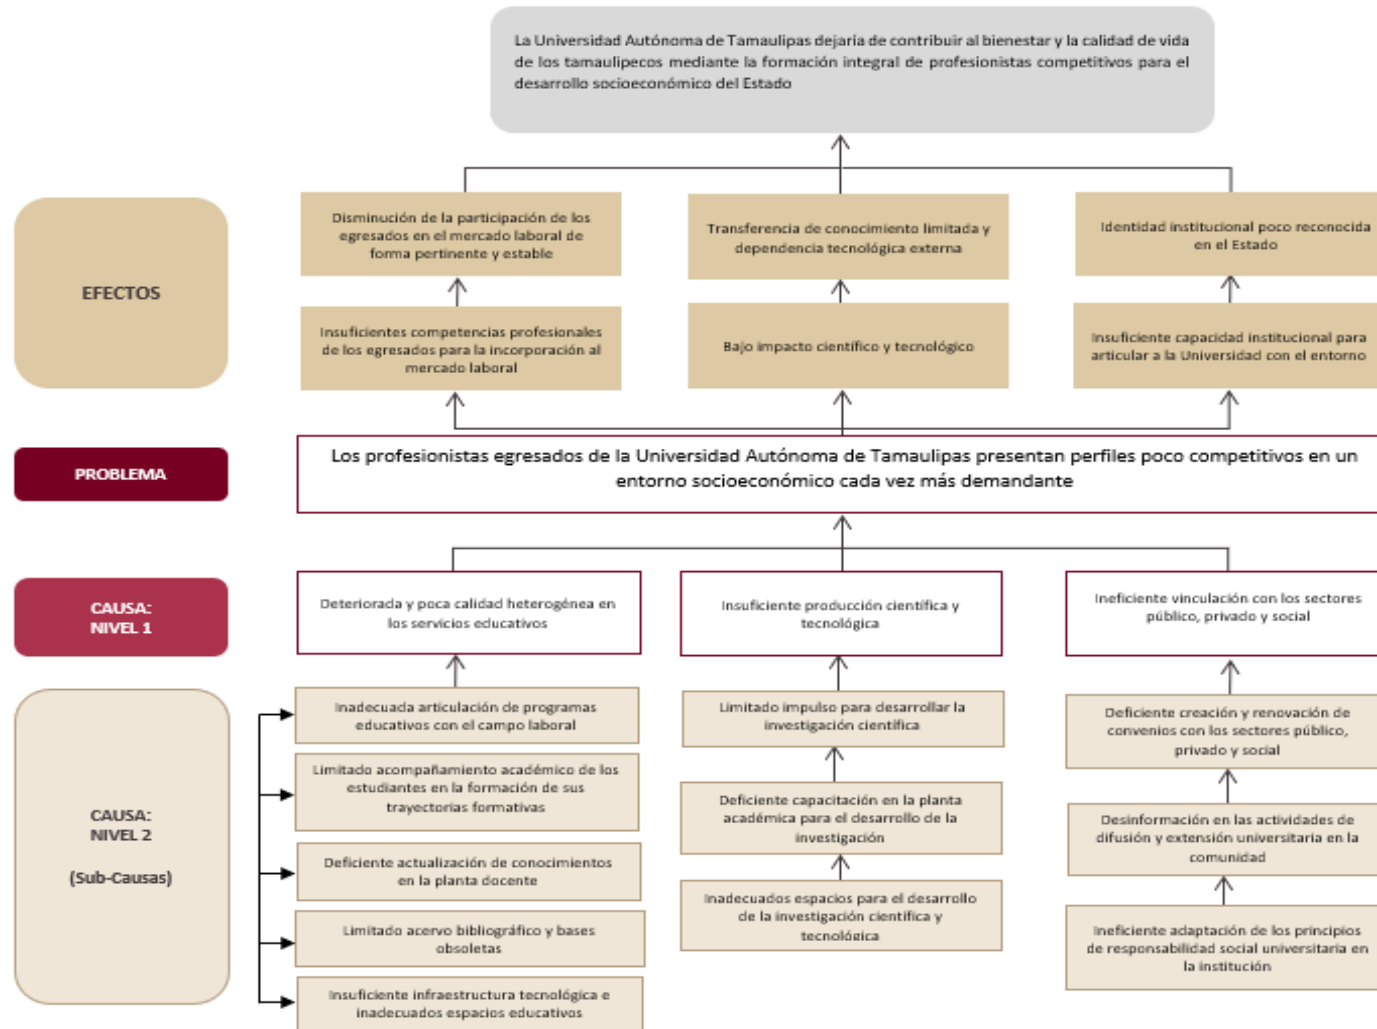 La Universidad Autónoma de Tamaulipas dejaría de contribuir al bienestar y la calidad de vida
de los tamaulipecos mediante la formación integral de profesionistas competitivos para el
desarrollo socioeconómico del Estado
EFECTOS
Disminución de la participación de los
egresados en el mercado laboral de
forma pertinente y estable
Transferencia de conocimiento limitada y
dependencia tecnológica externa
Identidad institucional poco reconocida
en el Estado
Insuficientes competencias profesionales
de los egresados para la incorporación al
mercado laboral
Bajo impacto científico y tecnológico
Insuficiente capacidad institucional para
articular a la Universidad con el entorno
PROBLEMA
Los profesionistas egresados de la Universidad Autónoma de Tamaulipas presentan perfiles poco competitivos en un
entorno socioeconómico cada vez más demandante
CAUSA:
NIVEL 1
Deteriorada y poca calidad heterogénea en
los servicios educativos
Insuficiente producción científica y
tecnológica
Ineficiente vinculación con los sectores
público, privado y social
CAUSA:
NIVEL 2
(Sub-Causas)
Inadecuada articulación de programas
educativos con el campo laboral
Limitado acompañamiento académico de los
estudiantes en la formación de sus
trayectorias formativas
Deficiente actualización de conocimientos
en la planta docente
Limitado acervo bibliográfico y bases
obsoletas
Insuficiente infraestructura tecnológica e
inadecuados espacios educativos
Limitado impulso para desarrollar la
investigación científica
Deficiente capacitación en la planta
académica para el desarrollo de la
investigación
Inadecuados espacios para el desarrollo
de la investigación científica y
tecnológica
Deficiente creación y renovación de
convenios con los sectores público,
privado y social
Desinformación en las actividades de
difusión y extensión universitaria en la
comunidad
Ineficiente adaptación de los principios
de responsabilidad social universitaria en
la institución